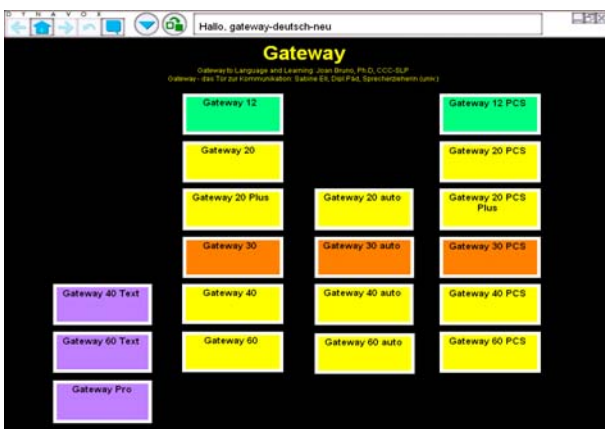 DYNAVOX
Hallo, gateway-deutsch-neu
Gateway
Gateway to Language and Learning: Joan Bruno, Ph.D, CCC-SLP
Gateway - das Tor zur Kommunikation: Sabine Ell, Dipl.Päd, Sprecherzieherin (univ.)
Gateway 12
Gateway 12 PCS
Gateway 20
Gateway 20 PCS
Gateway 20 Plus
Gateway 20 auto
Gateway 20 PCS
Plus
Gateway 30
Gateway 30 auto
Gateway 30 PCS
Gateway 40 Text
Gateway 40
Gateway 40 auto
Gateway 40 PCS
Gateway 60 Text
Gateway 60
Gateway 60 auto
Gateway 60 PCS
Gateway Pro